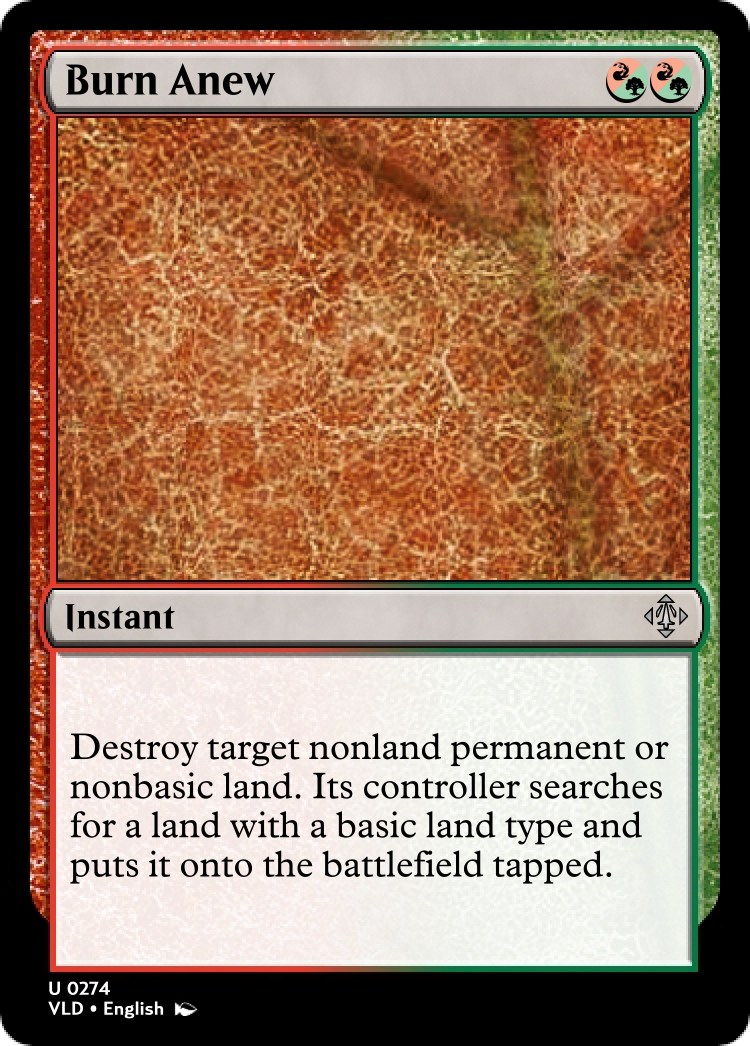 Burn Anew
Instant
Destroy target nonland permanent or
nonbasic land. Its controller searches
for a land with a basic land type and
puts it onto the battlefield tapped.
U 0274
VLD • English